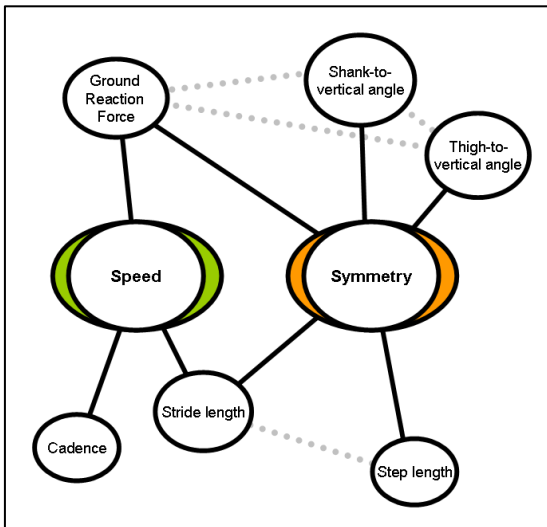 Ground
Reaction
Force
Shank-to-
vertical angle
Thigh-to-
vertical angle
Speed
Symmetry
Stride length
Cadence
Step length